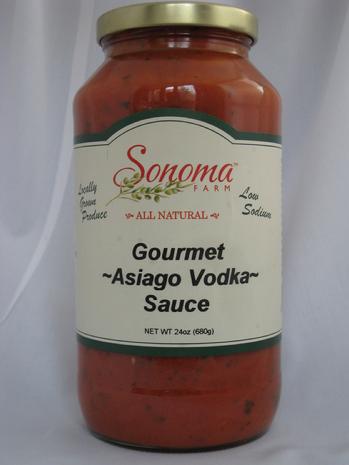 Sonoma™
FARM
Locally
Grown
Produce
Low
Sodium
ALL NATURAL
Gourmet
~Asiago Vodka~
Sauce
NET WT 24oz (680g)